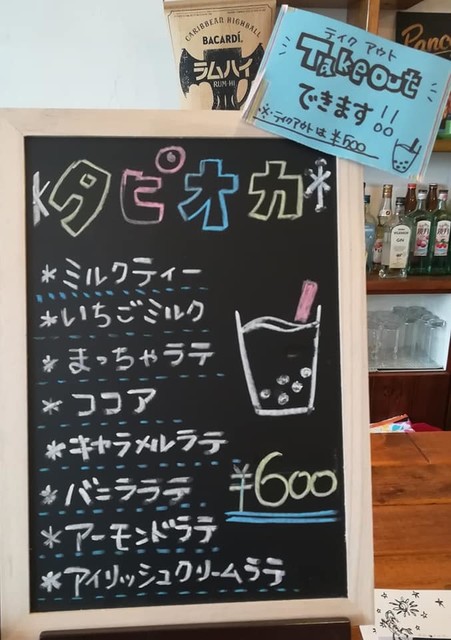 CARIBBEAN HIGHBALL
BACARDÍ.
ラムハイ
RUM-HI
テイク アウト
Takeout
できます!!
※テイクアウトは¥500
*タピオカ*
*ミルクティー
*いちごミルク
*まっちゃラテ
*ココア
*キャラメルラテ
*バニララテ
*アーモンドラテ
*アイリッシュクリームラテ
¥600